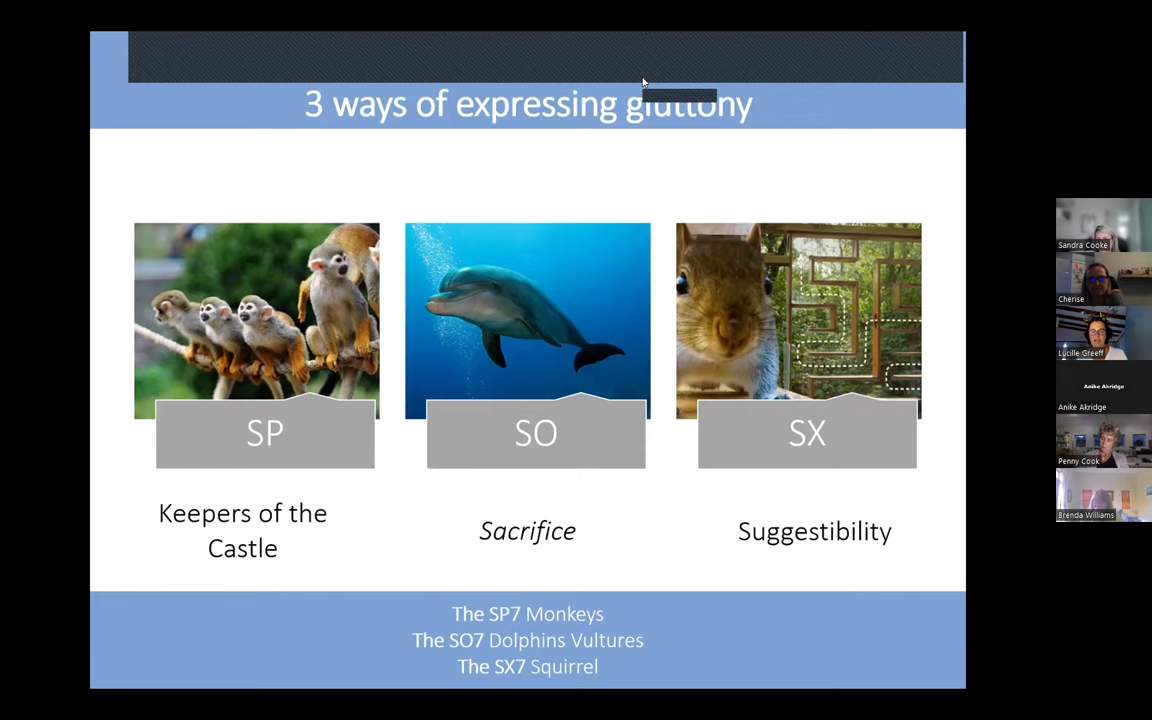 3 ways of expressing gluttony
SP
SO
SX
Keepers of the
Castle
Sacrifice
Suggestibility
The SP7 Monkeys
The SO7 Dolphins Vultures
The SX7 Squirrel
Sandra Cooke
Cherise
Lucille Greeff
Anike Akridge
Anike Akridge
Penny Cook
Brenda Williams